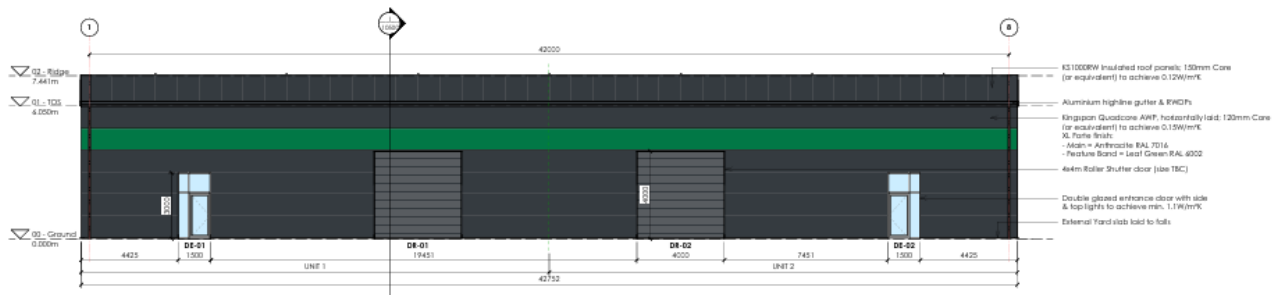 1
8
42000
02 - Ridge
7.441m
01 - TOS
6.050m
KS1000RW Insulated roof panels; 150mm Core
(or equivalent) to achieve 0.12W/m²K
Aluminium highline gutter & RWDPs
Kingspan Quadcore AWP, horizontally laid; 120mm Core
(or equivalent) to achieve 0.15W/m²K
XL Forte finish:
- Main = Anthracite RAL 7016
- Feature Band = Leaf Green RAL 6002
4x4m Roller Shutter door (size TBC)
3000
4000
Double glazed entrance door with side
& top lights to achieve min. 1.1W/m²K
External Yard slab laid to falls
00 - Ground
0.000m
DE-01
DR-01
DR-02
DE-02
4425
1500
19451
4000
7451
1500
4425
UNIT 1
UNIT 2
42752